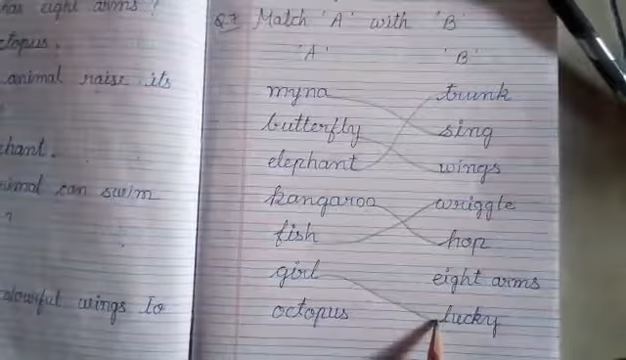 has eight arms?
ctopus.
animal raise its
hant.
nimal can swim
?
olourful wings to
Q.7 Match 'A' with 'B'
'A' 'B'
myna trunk
butterfly sing
elephant wings
kangaroo wriggle
fish hop
girl eight arms
octopus lucky